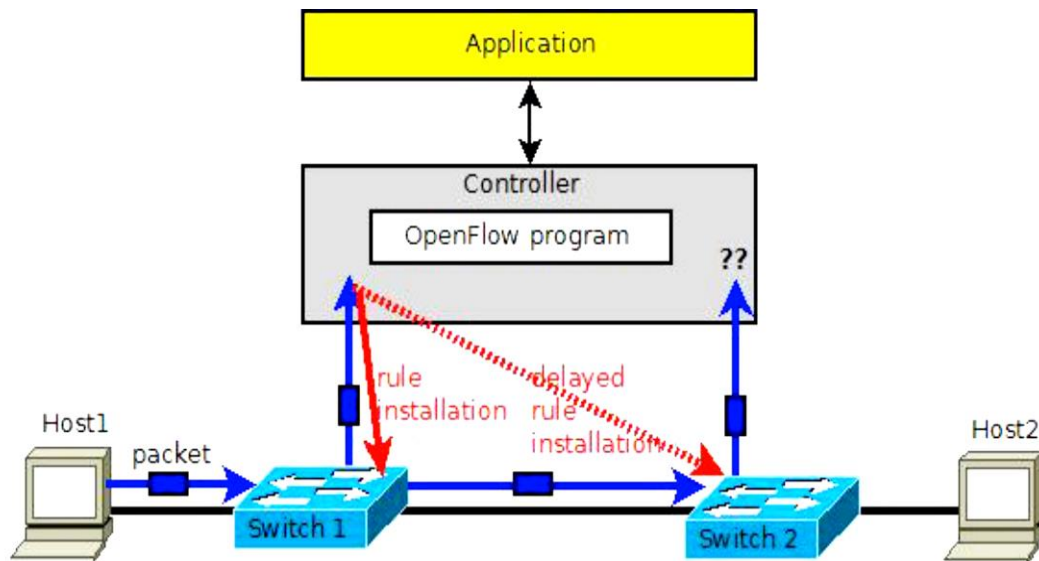 Application
Controller
OpenFlow program
??
rule
installation
delayed
rule
installation
Host1
packet
Host2
Switch 1
Switch 2